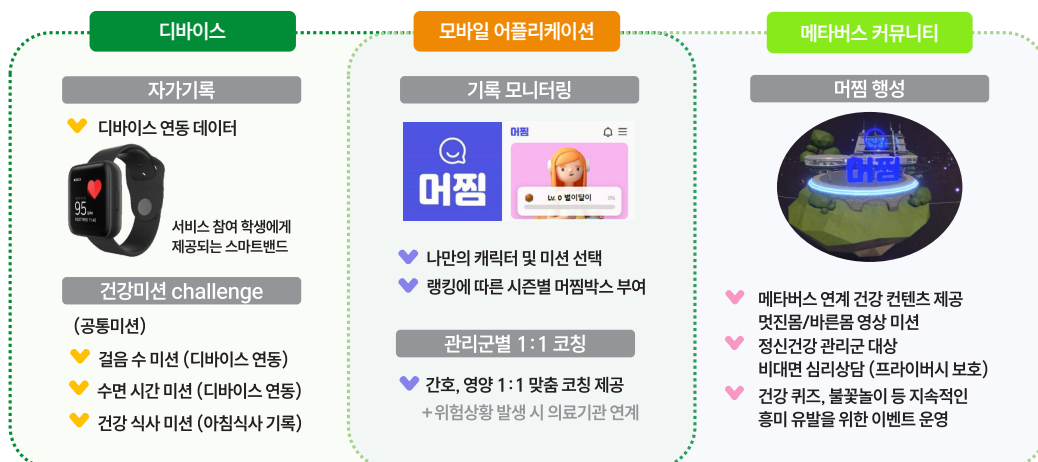 디바이스
자가기록
디바이스 연동 데이터
서비스 참여 학생에게
제공되는 스마트밴드
건강미션 challenge
(공통미션)
걸음 수 미션 (디바이스 연동)
수면 시간 미션 (디바이스 연동)
건강 식사 미션 (아침식사 기록)
모바일 어플리케이션
기록 모니터링
머찜
머찜
Lv. 0 별이달이
0%
나만의 캐릭터 및 미션 선택
랭킹에 따른 시즌별 머찜박스 부여
관리군별 1:1 코칭
간호, 영양 1:1 맞춤 코칭 제공
+위험상황 발생 시 의료기관 연계
메타버스 커뮤니티
머찜 행성
머찜
메타버스 연계 건강 컨텐츠 제공
멋진몸/바른몸 영상 미션
정신건강 관리군 대상
비대면 심리상담 (프라이버시 보호)
건강 퀴즈, 불꽃놀이 등 지속적인
흥미 유발을 위한 이벤트 운영
95